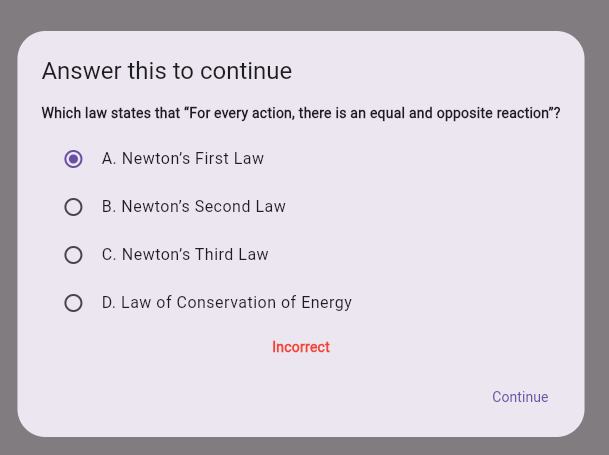 Answer this to continue
Which law states that “For every action, there is an equal and opposite reaction”?
A. Newton’s First Law
B. Newton’s Second Law
C. Newton’s Third Law
D. Law of Conservation of Energy
Incorrect
Continue